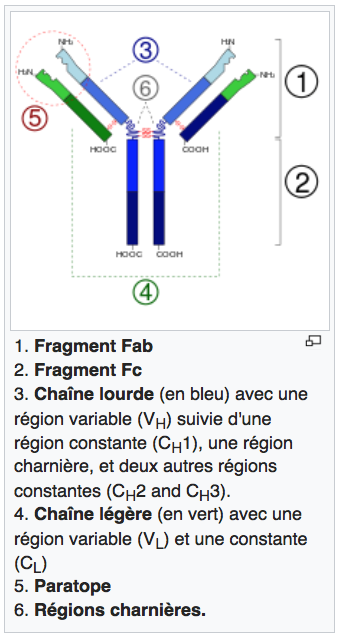 NH₂
H₂N
③
H₂N
NH₂
①
⑥
⑤
HOOC
COOH
②
HOOC
COOH
④
1. Fragment Fab
2. Fragment Fc
3. Chaîne lourde (en bleu) avec une
région variable (VH) suivie d'une
région constante (CH1), une région
charnière, et deux autres régions
constantes (CH2 and CH3).
4. Chaîne légère (en vert) avec une
région variable (VL) et une constante
(CL)
5. Paratope
6. Régions charnières.